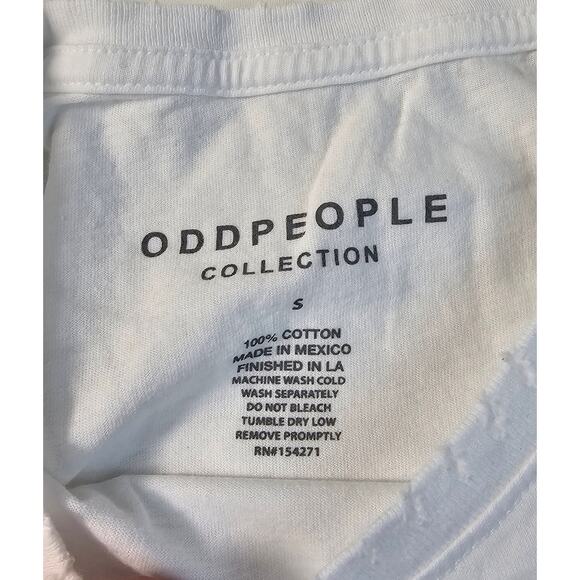 ODDPEOPLE
COLLECTION
S
100% COTTON
MADE IN MEXICO
FINISHED IN LA
MACHINE WASH COLD
WASH SEPARATELY
DO NOT BLEACH
TUMBLE DRY LOW
REMOVE PROMPTLY
RN#154271